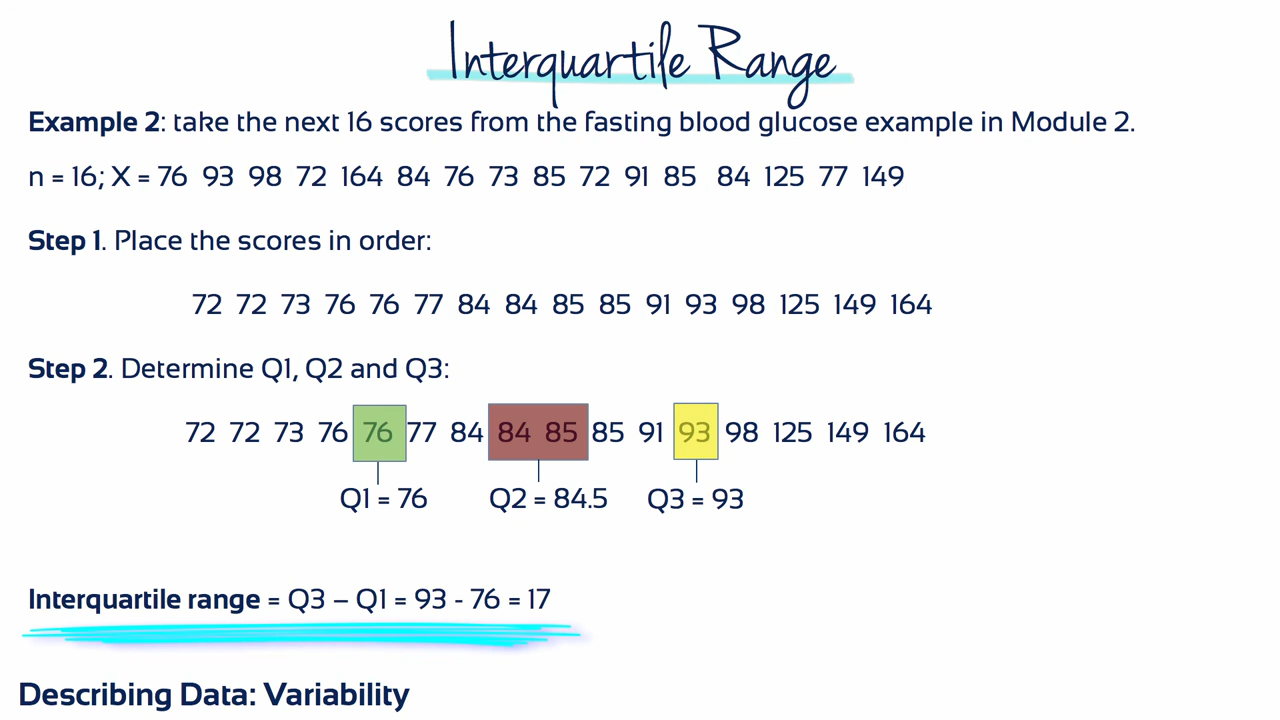 Interquartile Range
Example 2: take the next 16 scores from the fasting blood glucose example in Module 2.
n = 16; X = 76 93 98 72 164 84 76 73 85 72 91 85 84 125 77 149
Step 1. Place the scores in order:
72 72 73 76 76 77 84 84 85 85 91 93 98 125 149 164
Step 2. Determine Q1, Q2 and Q3:
72 72 73 76 76 77 84 84 85 85 91 93 98 125 149 164
Q1 = 76 Q2 = 84.5 Q3 = 93
Interquartile range = Q3 – Q1 = 93 - 76 = 17
Describing Data: Variability